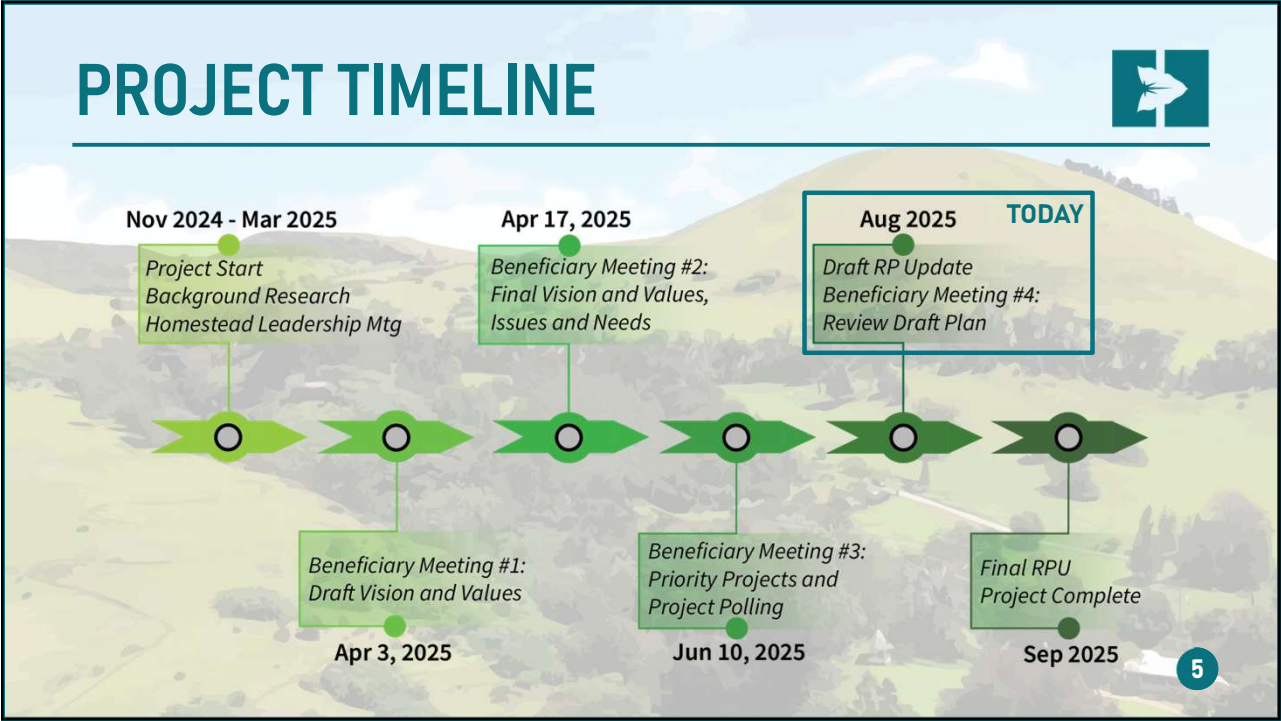 PROJECT TIMELINE
Nov 2024 - Mar 2025
Project Start
Background Research
Homestead Leadership Mtg
Beneficiary Meeting #1:
Draft Vision and Values
Apr 3, 2025
Apr 17, 2025
Beneficiary Meeting #2:
Final Vision and Values,
Issues and Needs
Beneficiary Meeting #3:
Priority Projects and
Project Polling
Jun 10, 2025
Aug 2025
TODAY
Draft RP Update
Beneficiary Meeting #4:
Review Draft Plan
Final RPU
Project Complete
Sep 2025
5